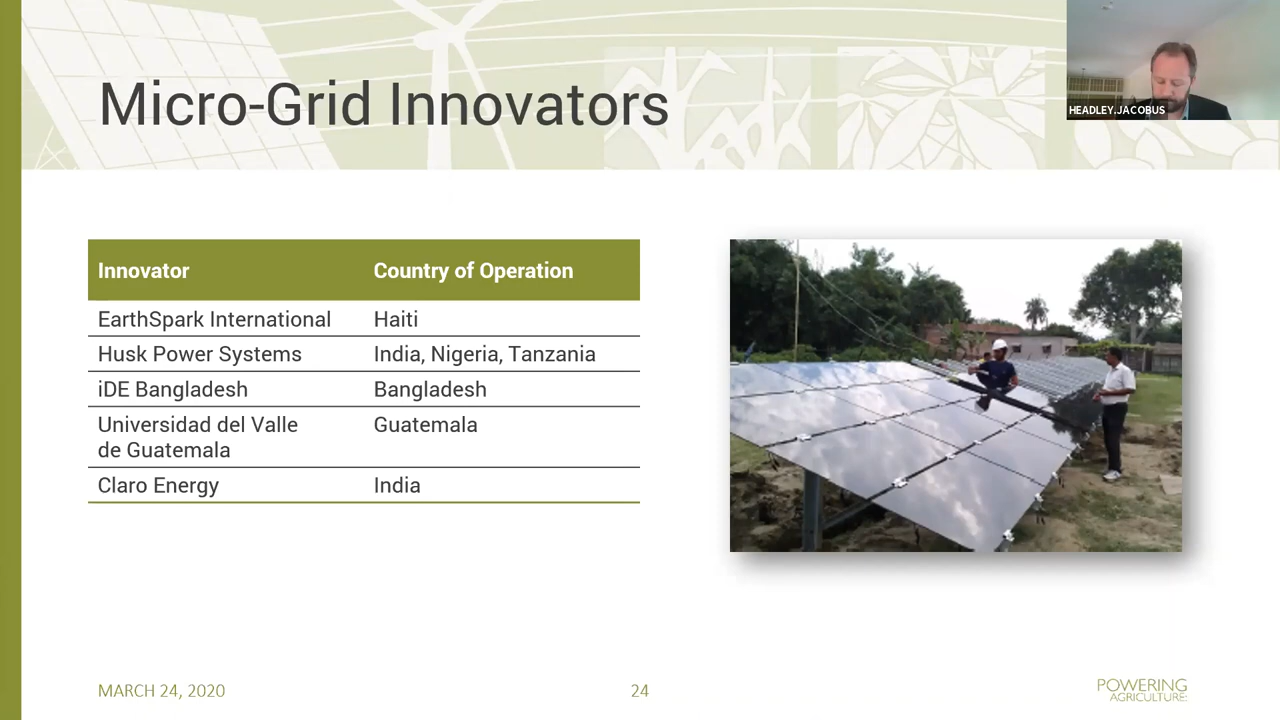 Micro-Grid Innovators
HEADLEY.JACOBUS
Innovator Country of Operation
EarthSpark International Haiti
Husk Power Systems India, Nigeria, Tanzania
iDE Bangladesh Bangladesh
Universidad del Valle Guatemala
de Guatemala
Claro Energy India
MARCH 24, 2020 24
POWERING
AGRICULTURE: